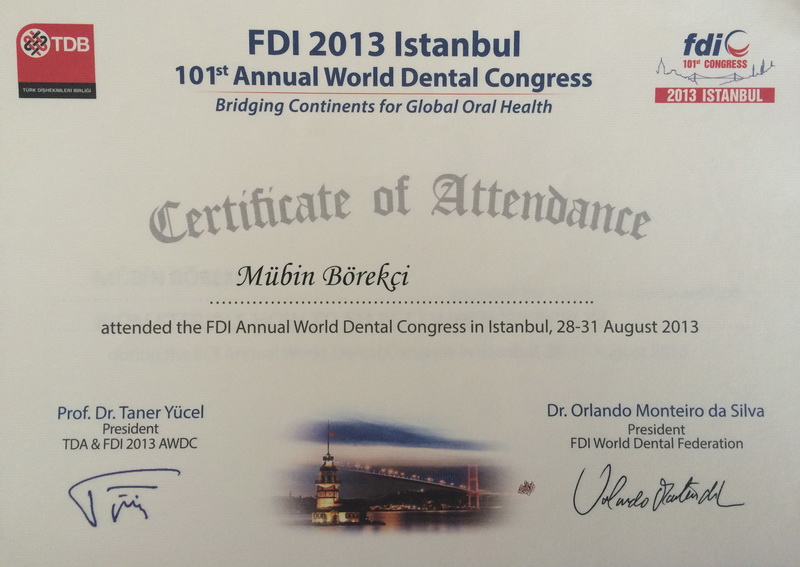 TDB
TÜRK DİŞHEKİMLERİ BİRLİĞİ
FDI 2013 Istanbul
101st Annual World Dental Congress
Bridging Continents for Global Oral Health
fdi
101st CONGRESS
2013 ISTANBUL
Certificate of Attendance
Mübin Börekçi
attended the FDI Annual World Dental Congress in Istanbul, 28-31 August 2013
Prof. Dr. Taner Yücel
President
TDA & FDI 2013 AWDC
Dr. Orlando Monteiro da Silva
President
FDI World Dental Federation